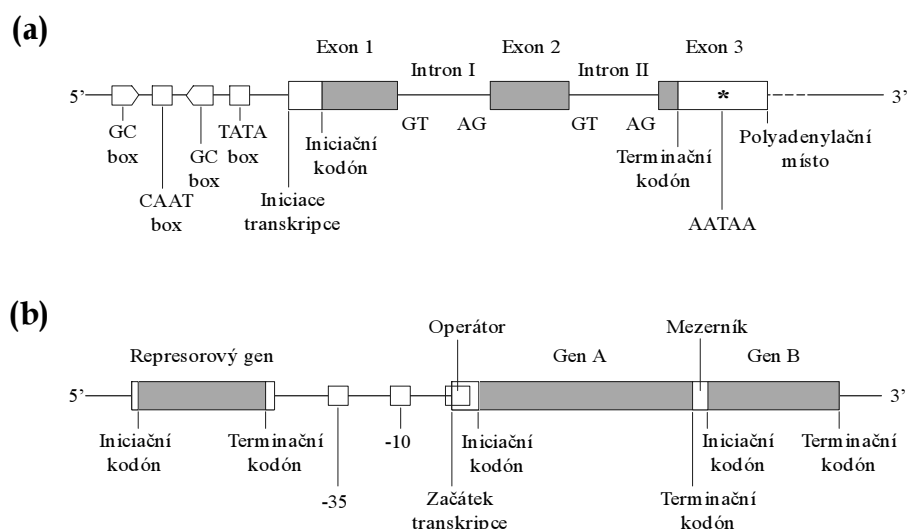 (a)
Exon 1
Exon 2
Exon 3
Intron I
Intron II
5’
3’
*
GT
AG
GT
AG
GC
box
CAAT
box
GC
box
TATA
box
Iniciace
transkripce
Iniciační
kodón
Terminační
kodón
AATAA
Polyadenylační
místo
(b)
Represorový gen
Operátor
Gen A
Mezerník
Gen B
5’
3’
Iniciační
kodón
Terminační
kodón
-35
-10
Začátek
transkripce
Iniciační
kodón
Terminační
kodón
Iniciační
kodón
Terminační
kodón